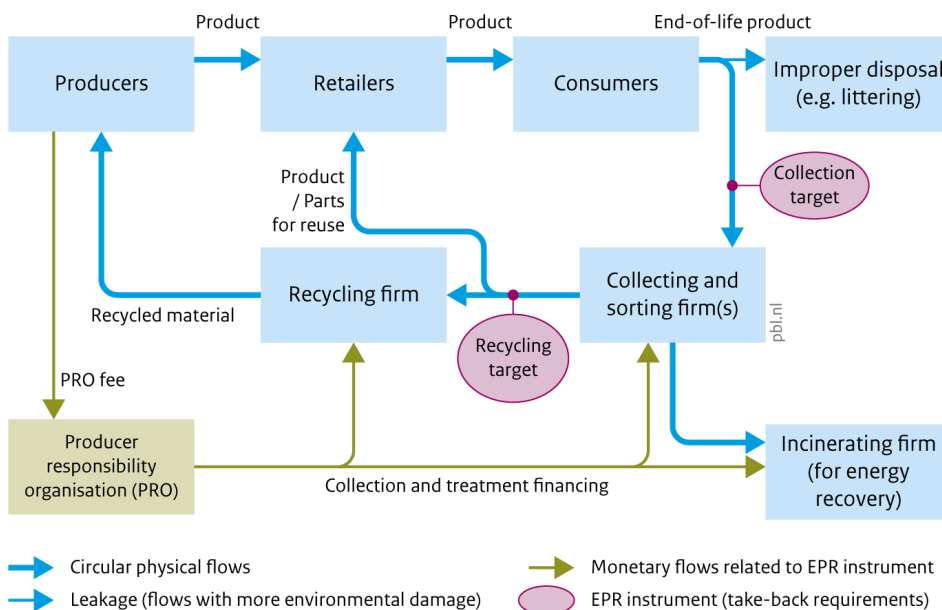 Product
Product
End-of-life product
Producers
Retailers
Consumers
Improper disposal
(e.g. littering)
Collection
target
Product
/ Parts
for reuse
Recycling firm
Collecting and
sorting firm(s)
pbl.nl
Recycled material
Recycling
target
PRO fee
Producer
responsibility
organisation (PRO)
Collection and treatment financing
Incinerating firm
(for energy
recovery)
Circular physical flows
Monetary flows related to EPR instrument
Leakage (flows with more environmental damage)
EPR instrument (take-back requirements)